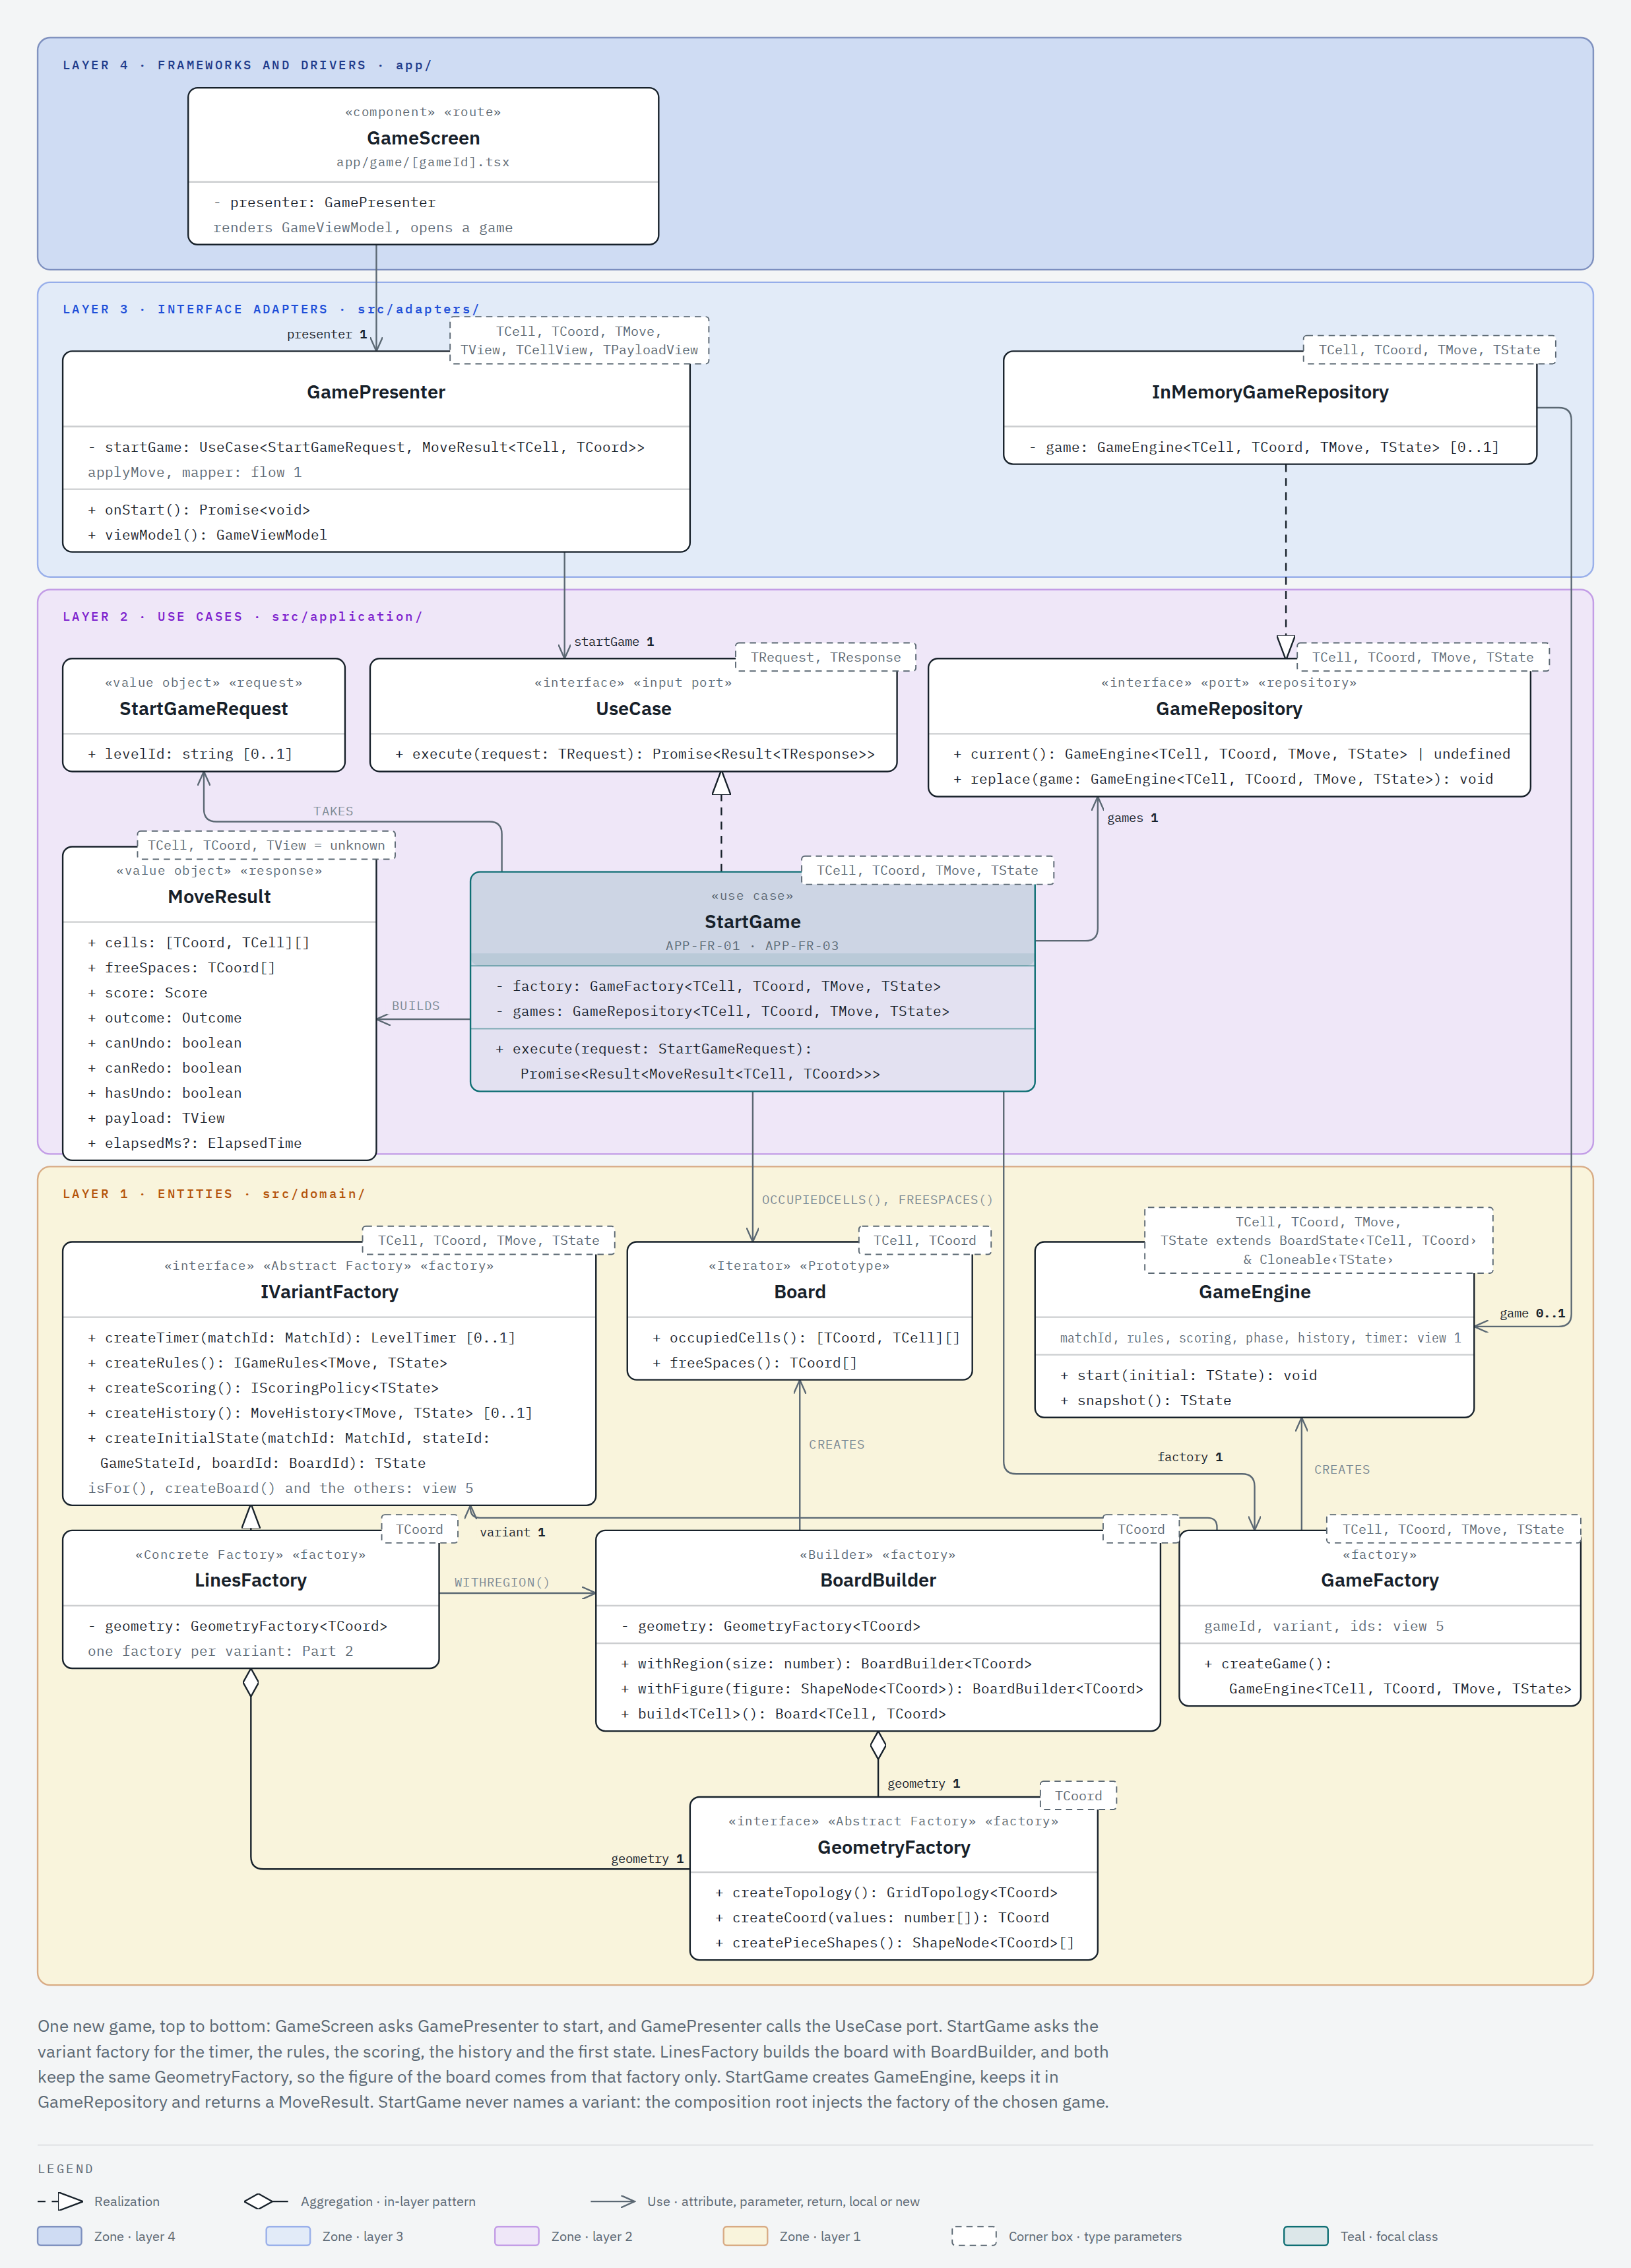 LAYER 4 · FRAMEWORKS AND DRIVERS · app/
«component» «route»
GameScreen
app/game/[gameId].tsx
- presenter: GamePresenter
renders GameViewModel, opens a game
LAYER 3 · INTERFACE ADAPTERS · src/adapters/
presenter 1
TCell, TCoord, TMove,
TView, TCellView, TPayloadView
GamePresenter
- startGame: UseCase<StartGameRequest, MoveResult<TCell, TCoord>>
applyMove, mapper: flow 1
+ onStart(): Promise<void>
+ viewModel(): GameViewModel
TCell, TCoord, TMove, TState
InMemoryGameRepository
- game: GameEngine<TCell, TCoord, TMove, TState> [0..1]
LAYER 2 · USE CASES · src/application/
startGame 1
«value object» «request»
StartGameRequest
+ levelId: string [0..1]
TRequest, TResponse
«interface» «input port»
UseCase
+ execute(request: TRequest): Promise<Result<TResponse>>
TCell, TCoord, TMove, TState
«interface» «port» «repository»
GameRepository
+ current(): GameEngine<TCell, TCoord, TMove, TState> | undefined
+ replace(game: GameEngine<TCell, TCoord, TMove, TState>): void
TAKES
games 1
TCell, TCoord, TView = unknown
«value object» «response»
MoveResult
+ cells: [TCoord, TCell][]
+ freeSpaces: TCoord[]
+ score: Score
+ outcome: Outcome
+ canUndo: boolean
+ canRedo: boolean
+ hasUndo: boolean
+ payload: TView
+ elapsedMs?: ElapsedTime
BUILDS
TCell, TCoord, TMove, TState
«use case»
StartGame
APP-FR-01 · APP-FR-03
- factory: GameFactory<TCell, TCoord, TMove, TState>
- games: GameRepository<TCell, TCoord, TMove, TState>
+ execute(request: StartGameRequest):
Promise<Result<MoveResult<TCell, TCoord>>>
LAYER 1 · ENTITIES · src/domain/
OCCUPIEDCELLS(), FREESPACES()
TCell, TCoord, TMove, TState
«interface» «Abstract Factory» «factory»
IVariantFactory
+ createTimer(matchId: MatchId): LevelTimer [0..1]
+ createRules(): IGameRules<TMove, TState>
+ createScoring(): IScoringPolicy<TState>
+ createHistory(): MoveHistory<TMove, TState> [0..1]
+ createInitialState(matchId: MatchId, stateId:
GameStateId, boardId: BoardId): TState
isFor(), createBoard() and the others: view 5
TCell, TCoord
«Iterator» «Prototype»
Board
+ occupiedCells(): [TCoord, TCell][]
+ freeSpaces(): TCoord[]
TCell, TCoord, TMove,
TState extends BoardState‹TCell, TCoord›
& Cloneable‹TState›
GameEngine
matchId, rules, scoring, phase, history, timer: view 1
+ start(initial: TState): void
+ snapshot(): TState
game 0..1
CREATES
factory 1
CREATES
variant 1
TCoord
«Concrete Factory» «factory»
LinesFactory
- geometry: GeometryFactory<TCoord>
one factory per variant: Part 2
WITHREGION()
TCoord
«Builder» «factory»
BoardBuilder
- geometry: GeometryFactory<TCoord>
+ withRegion(size: number): BoardBuilder<TCoord>
+ withFigure(figure: ShapeNode<TCoord>): BoardBuilder<TCoord>
+ build<TCell>(): Board<TCell, TCoord>
TCell, TCoord, TMove, TState
«factory»
GameFactory
gameId, variant, ids: view 5
+ createGame():
GameEngine<TCell, TCoord, TMove, TState>
geometry 1
TCoord
«interface» «Abstract Factory» «factory»
GeometryFactory
+ createTopology(): GridTopology<TCoord>
+ createCoord(values: number[]): TCoord
+ createPieceShapes(): ShapeNode<TCoord>[]
geometry 1
One new game, top to bottom: GameScreen asks GamePresenter to start, and GamePresenter calls the UseCase port. StartGame asks the
variant factory for the timer, the rules, the scoring, the history and the first state. LinesFactory builds the board with BoardBuilder, and both
keep the same GeometryFactory, so the figure of the board comes from that factory only. StartGame creates GameEngine, keeps it in
GameRepository and returns a MoveResult. StartGame never names a variant: the composition root injects the factory of the chosen game.
LEGEND
Realization
Aggregation · in-layer pattern
Use · attribute, parameter, return, local or new
Zone · layer 4
Zone · layer 3
Zone · layer 2
Zone · layer 1
Corner box · type parameters
Teal · focal class